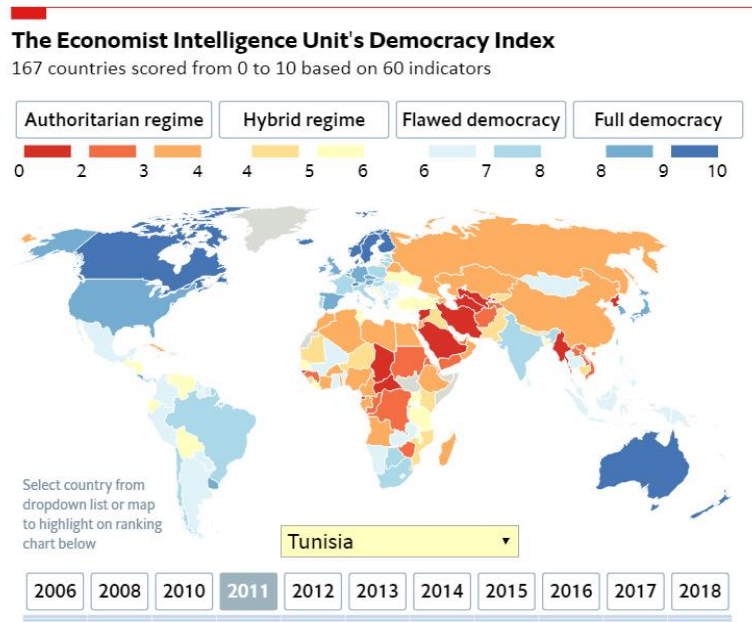 The Economist Intelligence Unit's Democracy Index
167 countries scored from 0 to 10 based on 60 indicators
Authoritarian regime Hybrid regime Flawed democracy Full democracy
0 2 3 4 4 5 6 6 7 8 8 9 10
Select country from
dropdown list or map
to highlight on ranking
chart below
Tunisia
2006 2008 2010 2011 2012 2013 2014 2015 2016 2017 2018